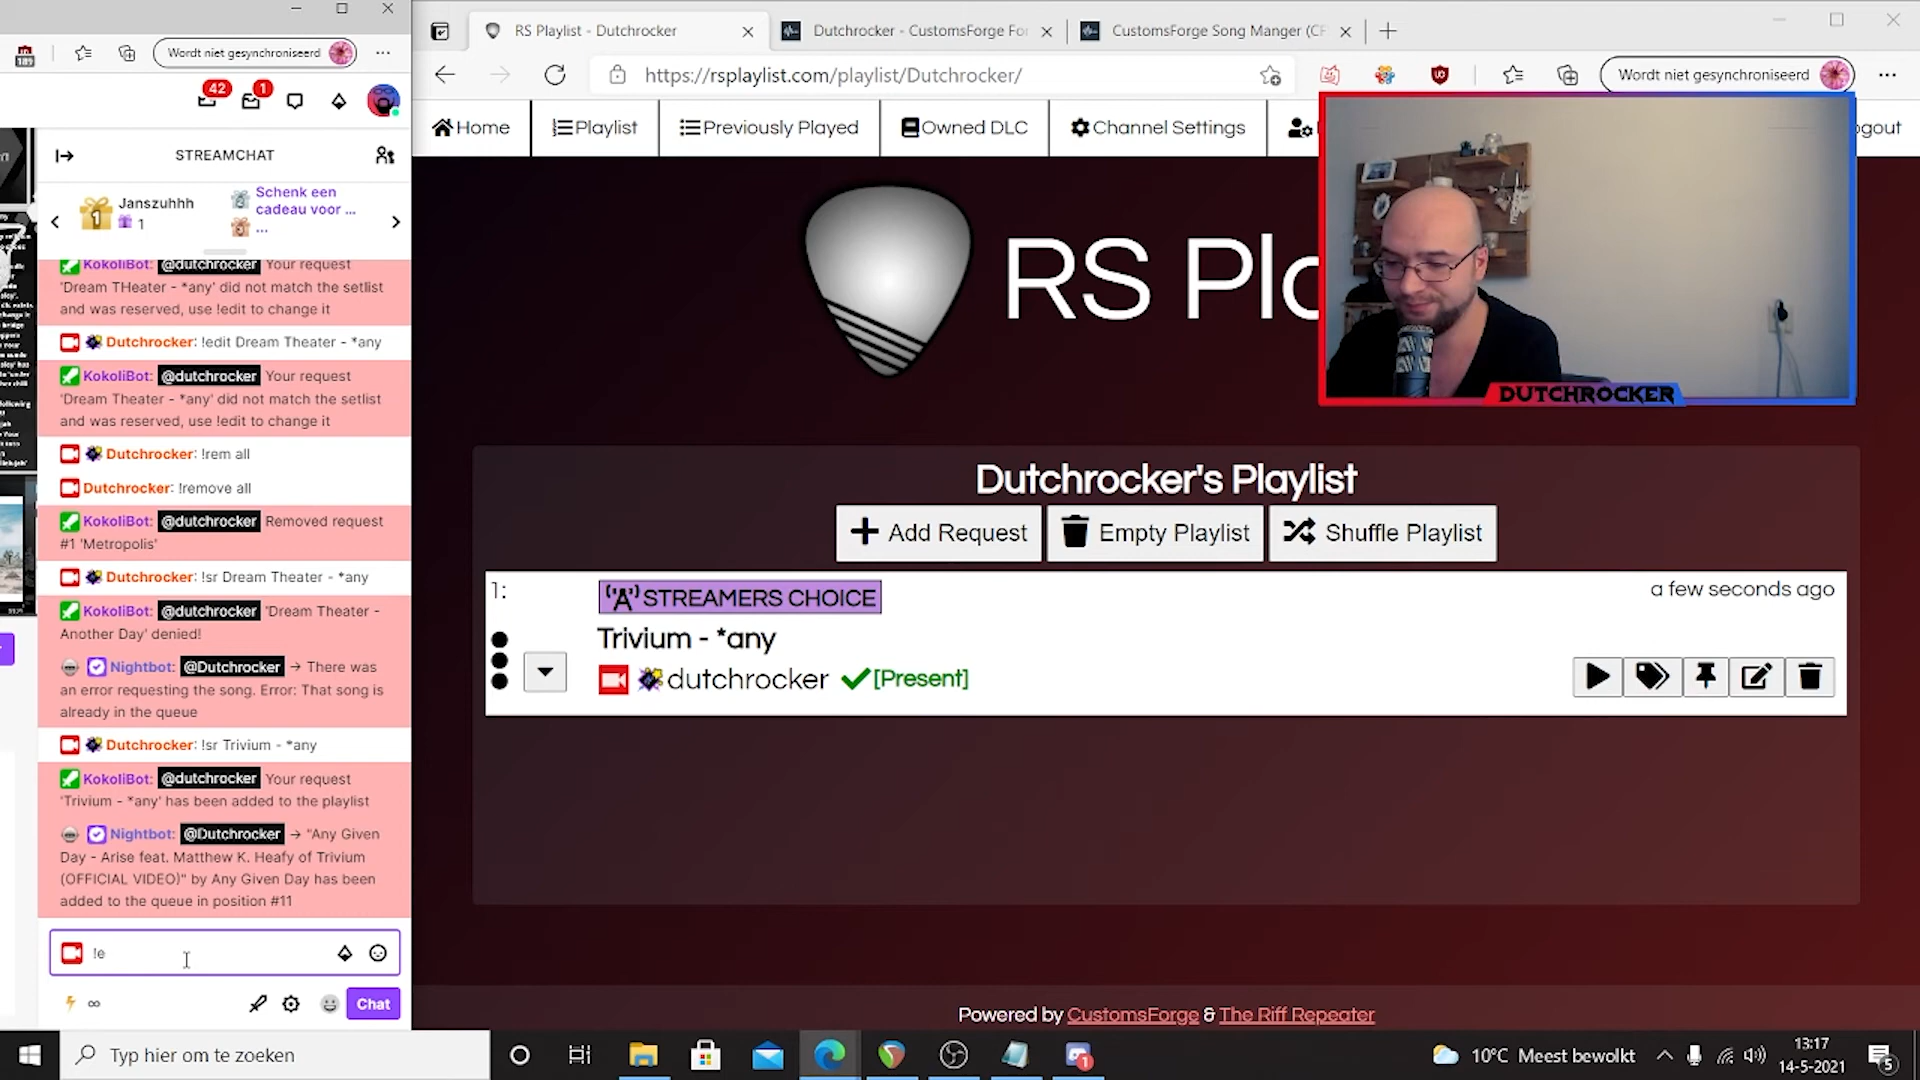 RS Playlist - Dutchrocker
Dutchrocker - CustomsForge For
CustomsForge Song Manger (CF
189
Wordt niet gesynchroniseerd
https://rsplaylist.com/playlist/Dutchrocker/
Wordt niet gesynchroniseerd
42
1
Home
Playlist
Previously Played
Owned DLC
Channel Settings
Logout
STREAMCHAT
1
Janszuhhh
1
2
Schenk een
cadeau voor ...
3
...
RS Pla
DUTCHROCKER
KokoliBot: @dutchrocker Your request
'Dream THeater - *any' did not match the setlist
and was reserved, use !edit to change it
Dutchrocker: !edit Dream Theater - *any
KokoliBot: @dutchrocker Your request
'Dream Theater - *any' did not match the setlist
and was reserved, use !edit to change it
Dutchrocker: !rem all
Dutchrocker: !remove all
KokoliBot: @dutchrocker Removed request
#1 'Metropolis'
Dutchrocker: !sr Dream Theater - *any
KokoliBot: @dutchrocker 'Dream Theater -
Another Day' denied!
Nightbot: @Dutchrocker → There was
an error requesting the song. Error: That song is
already in the queue
Dutchrocker: !sr Trivium - *any
KokoliBot: @dutchrocker Your request
'Trivium - *any' has been added to the playlist
Nightbot: @Dutchrocker → "Any Given
Day - Arise feat. Matthew K. Heafy of Trivium
(OFFICIAL VIDEO)" by Any Given Day has been
added to the queue in position #11
!e
∞
Chat
Dutchrocker's Playlist
Add Request
Empty Playlist
Shuffle Playlist
1:
STREAMERS CHOICE
a few seconds ago
Trivium - *any
dutchrocker [Present]
Powered by CustomsForge & The Riff Repeater
Typ hier om te zoeken
1
10°C Meest bewolkt
13:17
14-5-2021
5